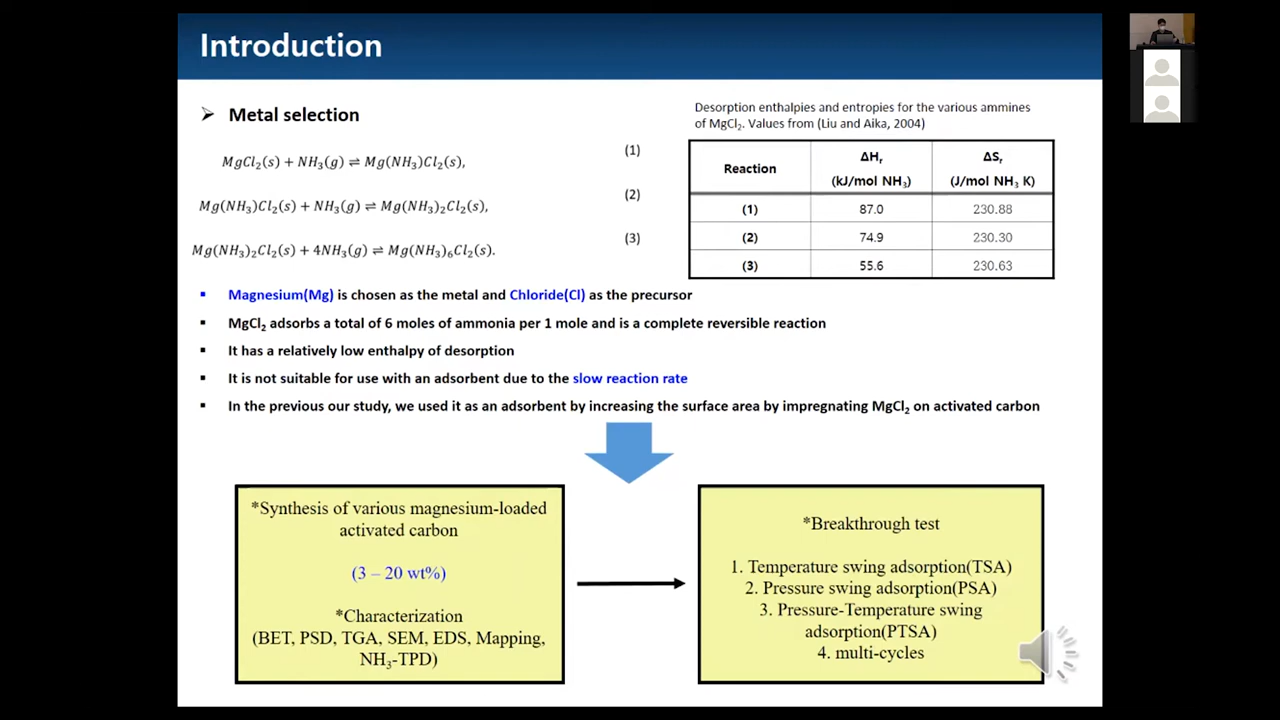 Introduction
➢ Metal selection
MgCl₂(s) + NH₃(g) ⇌ Mg(NH₃)Cl₂(s), (1)
Mg(NH₃)Cl₂(s) + NH₃(g) ⇌ Mg(NH₃)₂Cl₂(s), (2)
Mg(NH₃)₂Cl₂(s) + 4NH₃(g) ⇌ Mg(NH₃)₆Cl₂(s). (3)
Desorption enthalpies and entropies for the various ammines
of MgCl₂. Values from (Liu and Aika, 2004)
Reaction ΔHᵣ (kJ/mol NH₃) ΔSᵣ (J/mol NH₃ K)
(1) 87.0 230.88
(2) 74.9 230.30
(3) 55.6 230.63
▪ Magnesium(Mg) is chosen as the metal and Chloride(Cl) as the precursor
▪ MgCl₂ adsorbs a total of 6 moles of ammonia per 1 mole and is a complete reversible reaction
▪ It has a relatively low enthalpy of desorption
▪ It is not suitable for use with an adsorbent due to the slow reaction rate
▪ In the previous our study, we used it as an adsorbent by increasing the surface area by impregnating MgCl₂ on activated carbon
*Synthesis of various magnesium-loaded
activated carbon
(3 – 20 wt%)
*Characterization
(BET, PSD, TGA, SEM, EDS, Mapping,
NH₃-TPD)
*Breakthrough test
1. Temperature swing adsorption(TSA)
2. Pressure swing adsorption(PSA)
3. Pressure-Temperature swing
adsorption(PTSA)
4. multi-cycles